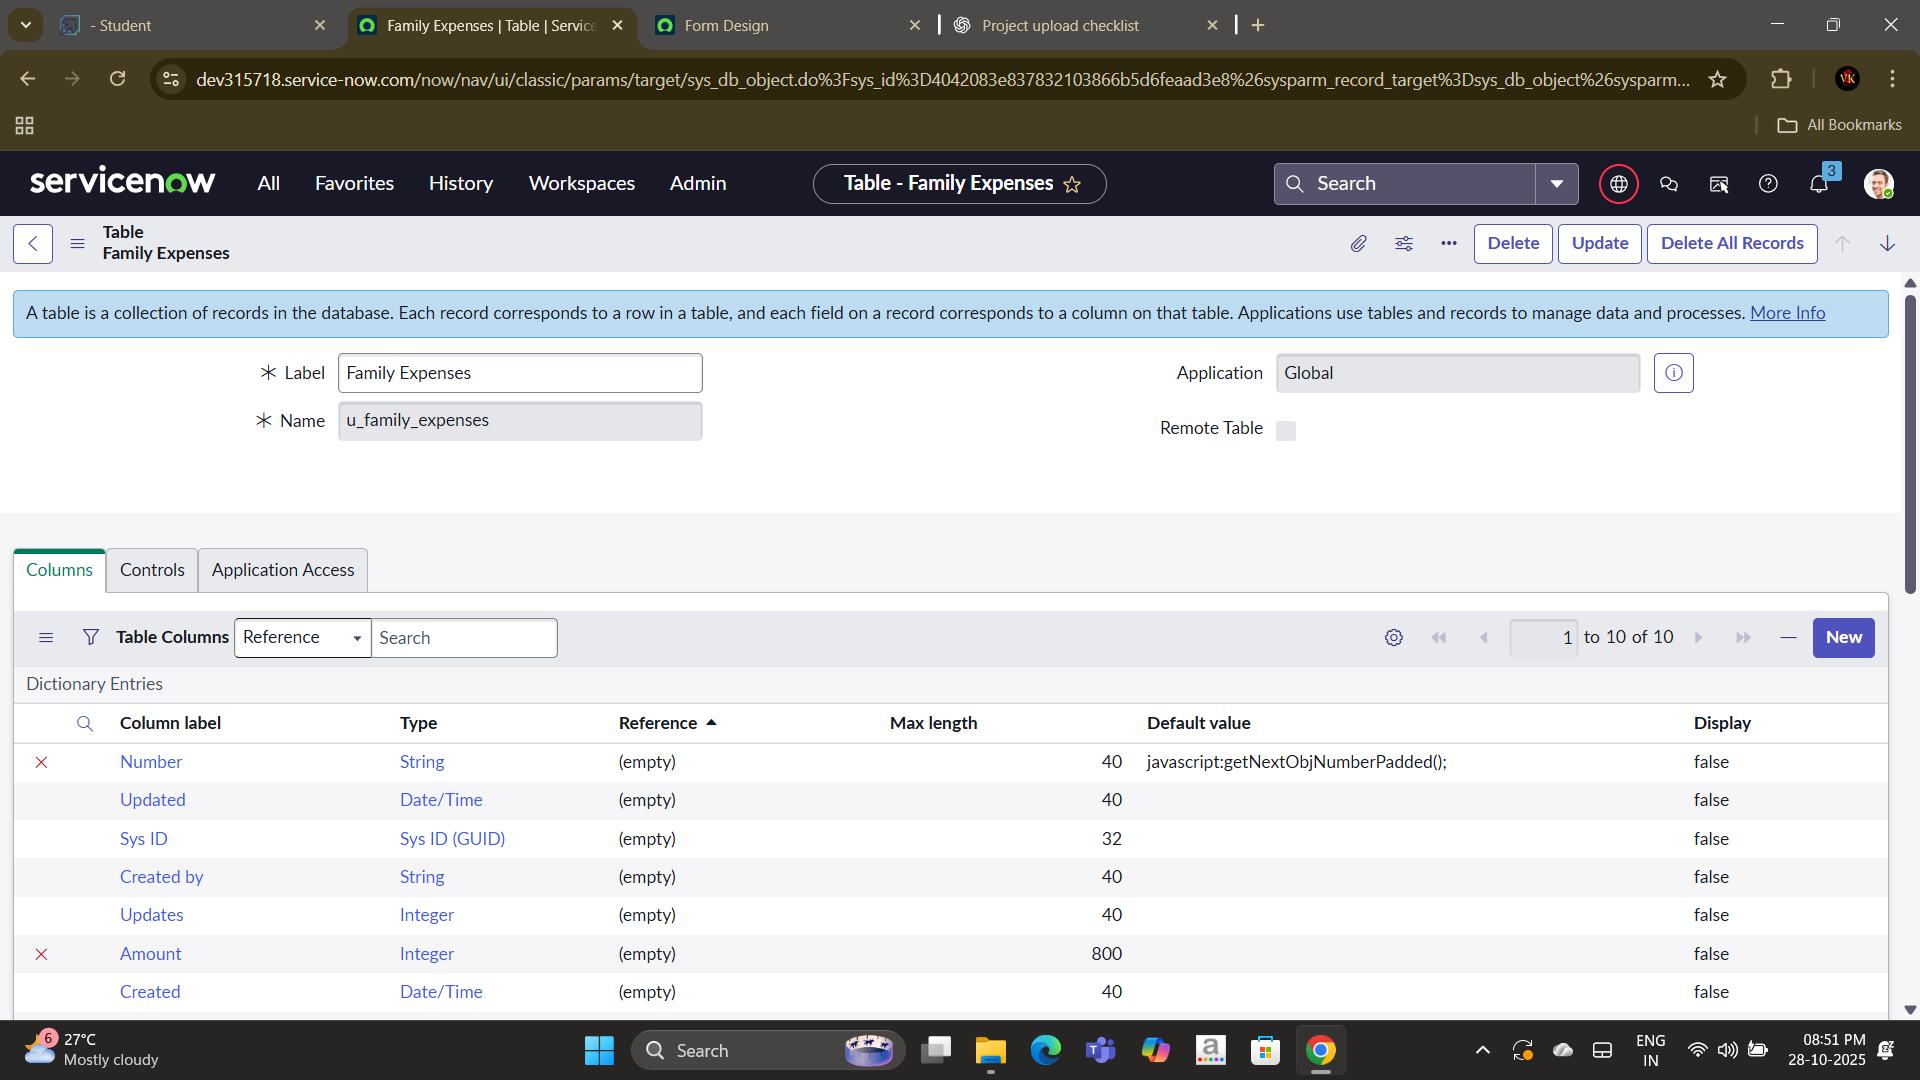 - Student
Family Expenses | Table | Service
Form Design
Project upload checklist
dev315718.service-now.com/now/nav/ui/classic/params/target/sys_db_object.do%3Fsys_id%3D4042083e837832103866b5d6feaad3e8%26sysparm_record_target%3Dsys_db_object%26sysparm...
VK
All Bookmarks
servicenow
All
Favorites
History
Workspaces
Admin
Table - Family Expenses
Search
3
Table
Family Expenses
Delete
Update
Delete All Records
A table is a collection of records in the database. Each record corresponds to a row in a table, and each field on a record corresponds to a column on that table. Applications use tables and records to manage data and processes. More Info
Label
Family Expenses
Application
Global
Name
u_family_expenses
Remote Table
Columns
Controls
Application Access
Table Columns
Reference
Search
1 to 10 of 10
New
Dictionary Entries
Column label Type Reference Max length Default value Display
Number String (empty) 40 javascript:getNextObjNumberPadded(); false
Updated Date/Time (empty) 40 false
Sys ID Sys ID (GUID) (empty) 32 false
Created by String (empty) 40 false
Updates Integer (empty) 40 false
Amount Integer (empty) 800 false
Created Date/Time (empty) 40 false
6
27°C
Mostly cloudy
Search
a
ENG
IN
08:51 PM
28-10-2025